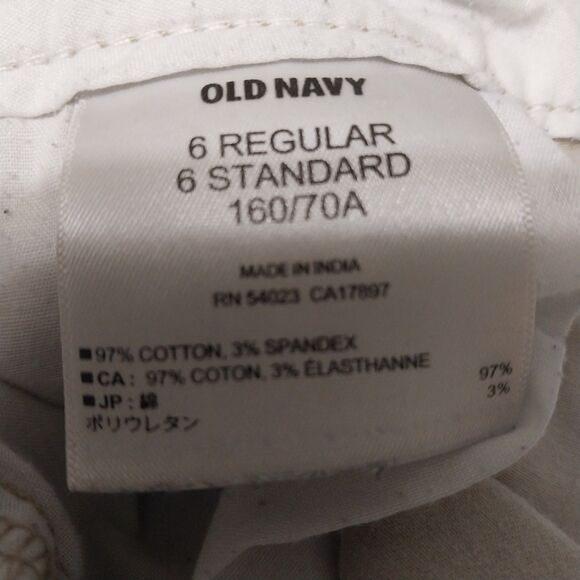 OLD NAVY
6 REGULAR
6 STANDARD
160/70A
MADE IN INDIA
RN 54023 CA17897
■97% COTTON, 3% SPANDEX
■CA : 97% COTON, 3% ÉLASTHANNE
■JP : 綿 97%
ポリウレタン 3%